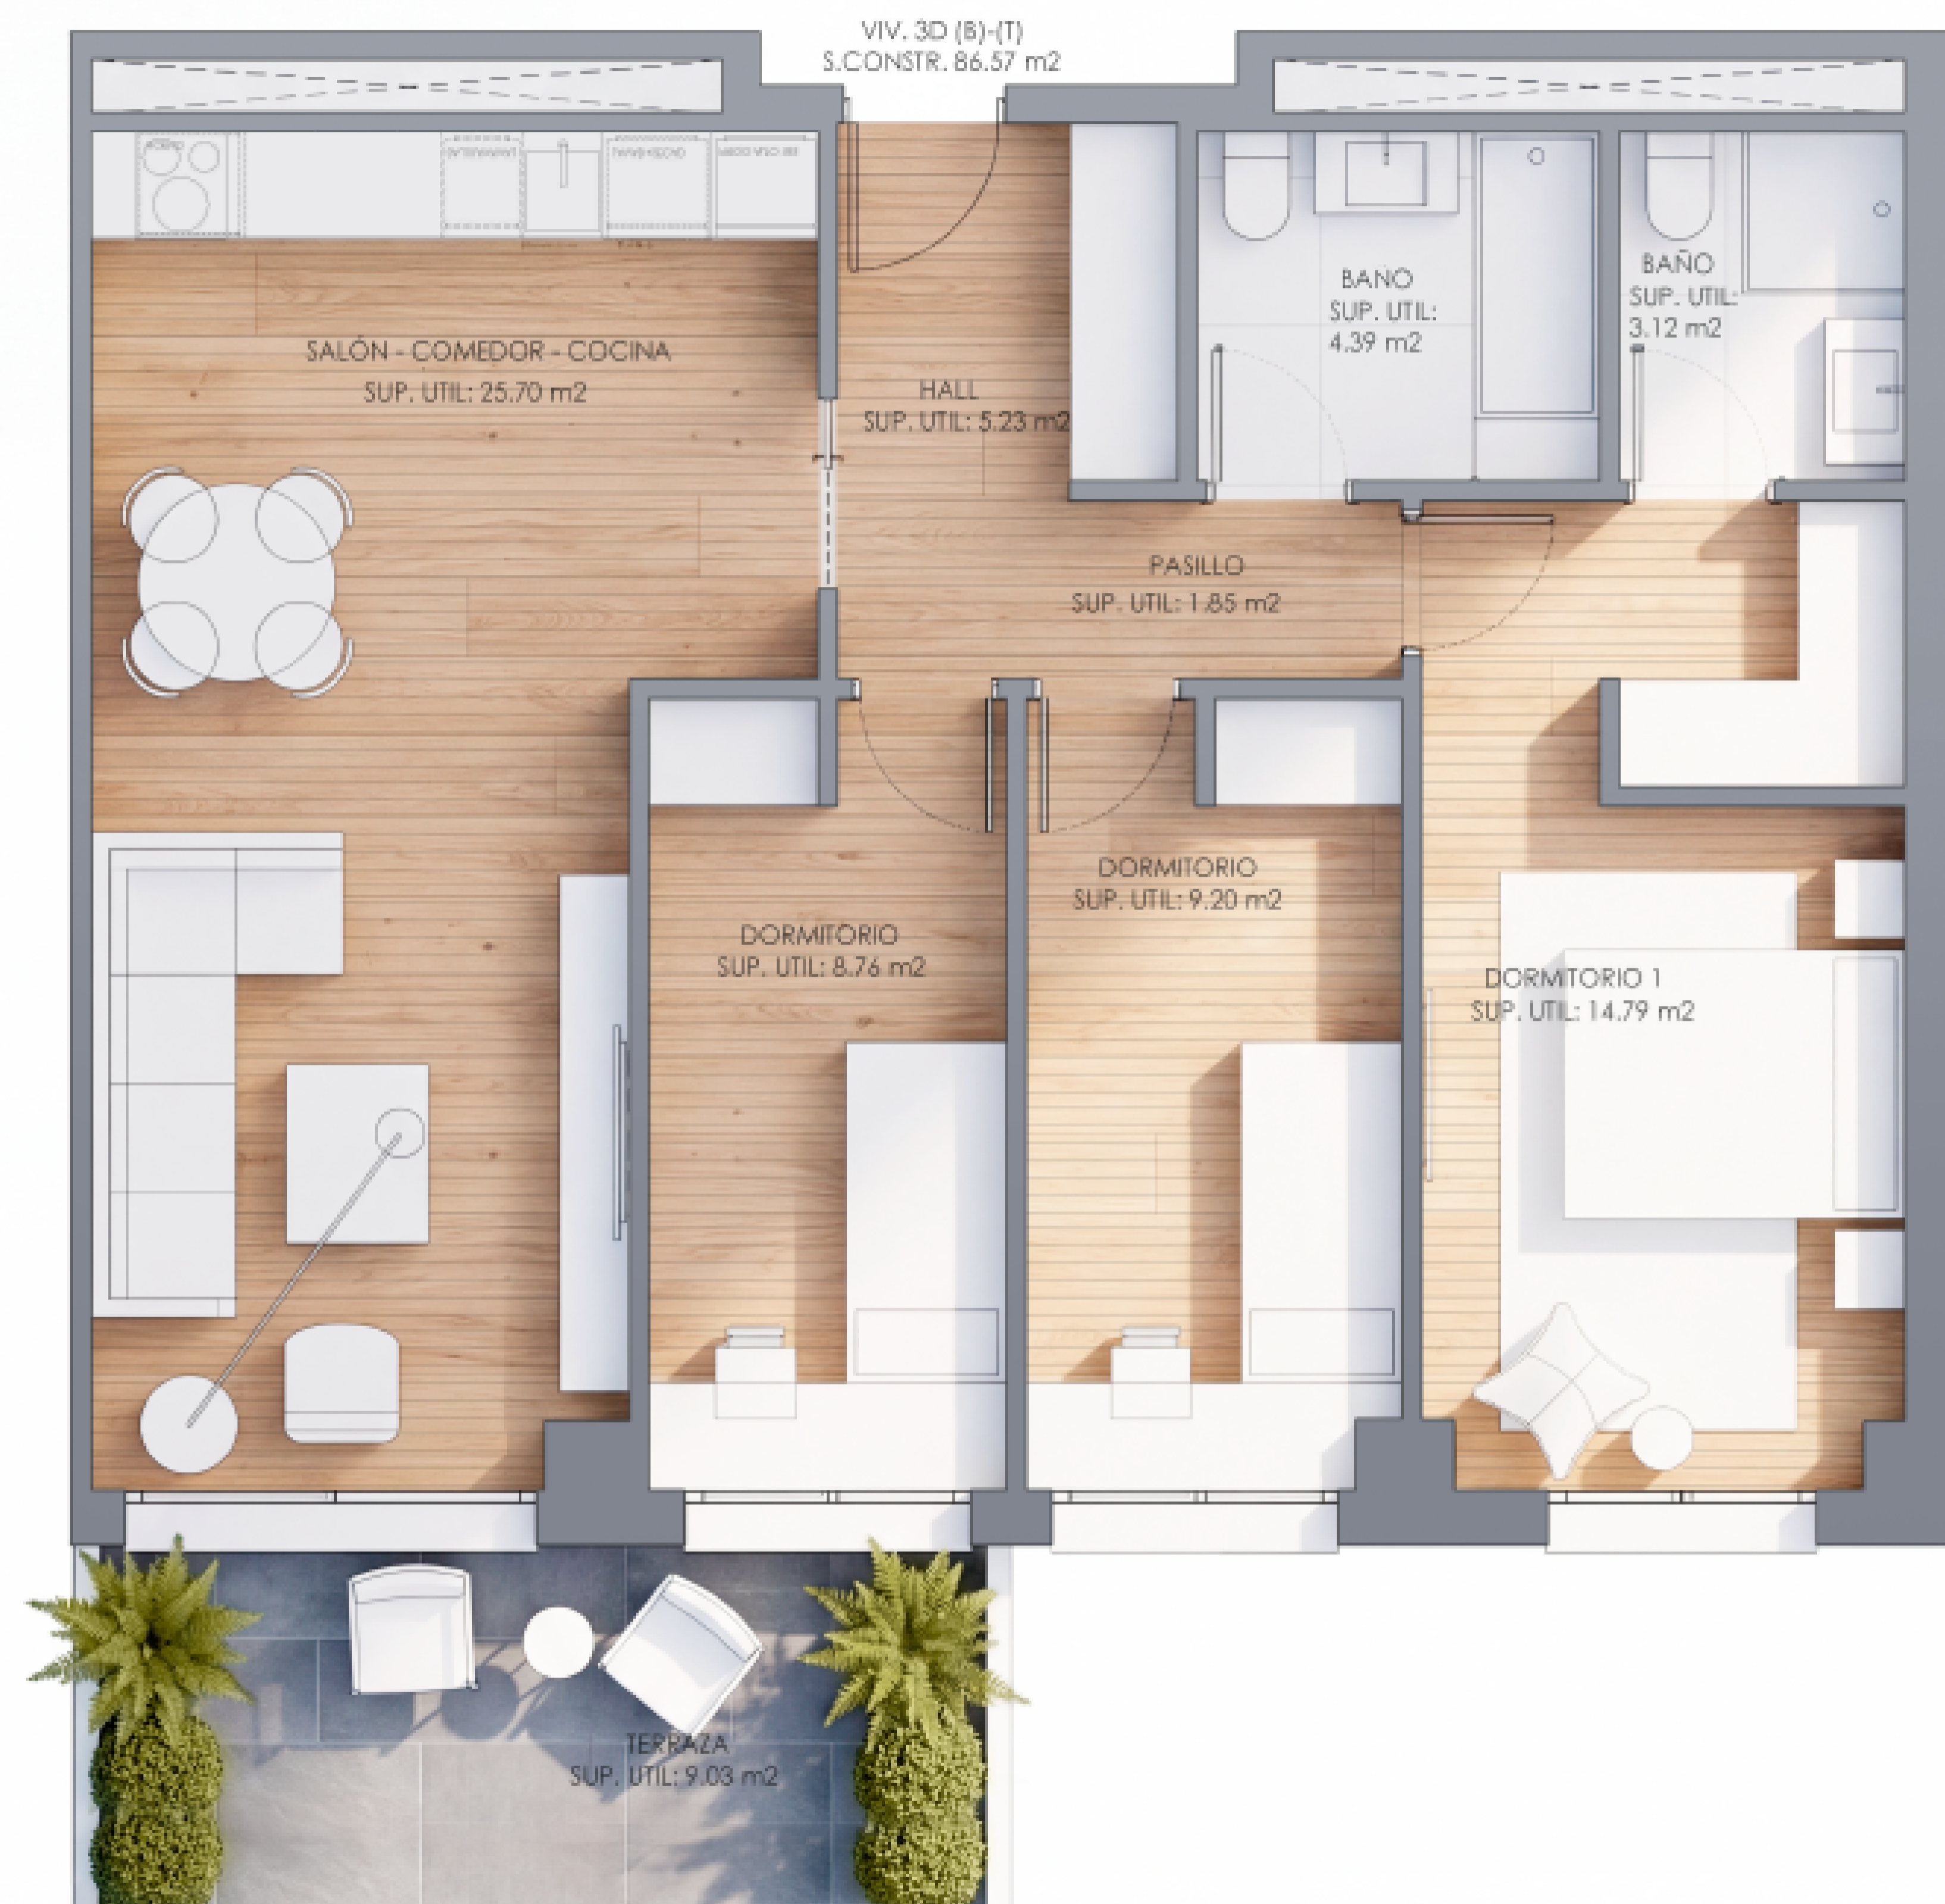 VIV. 3D (B)-(T)
S.CONSTR. 86.57 m2
SALÓN - COMEDOR - COCINA
SUP. UTIL: 25.70 m2
HALL
SUP. UTIL: 5.23 m2
BAÑO
SUP. UTIL:
4.39 m2
BAÑO
SUP. UTIL:
3.12 m2
PASILLO
SUP. UTIL: 1.85 m2
DORMITORIO
SUP. UTIL: 8.76 m2
DORMITORIO
SUP. UTIL: 9.20 m2
DORMITORIO 1
SUP. UTIL: 14.79 m2
TERRAZA
SUP. UTIL: 9.03 m2